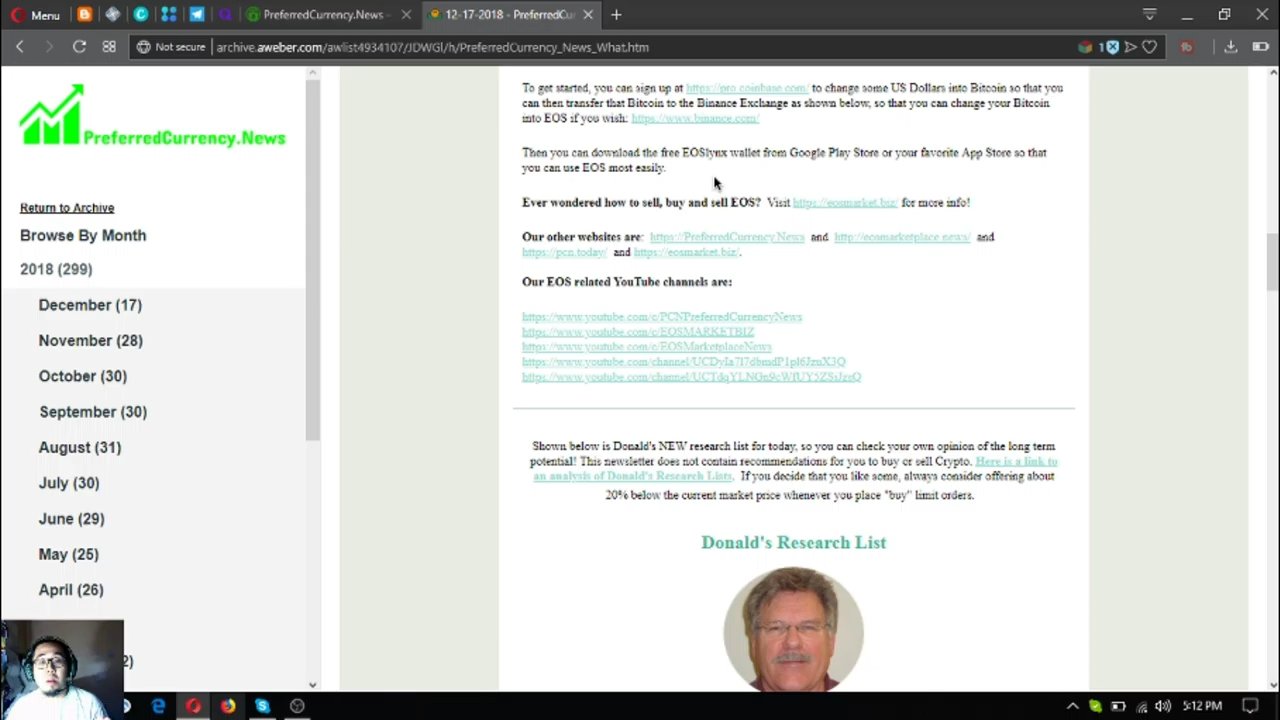 Menu
PreferredCurrency.News -
12-17-2018 - PreferredCur
Not secure
archive.aweber.com/awlist4934107/JDWGl/h/PreferredCurrency_News_What.htm
1
PreferredCurrency.News
Return to Archive
Browse By Month
2018 (299)
December (17)
November (28)
October (30)
September (30)
August (31)
July (30)
June (29)
May (25)
April (26)
2)
To get started, you can sign up at https://pro.coinbase.com/ to change some US Dollars into Bitcoin so that you
can then transfer that Bitcoin to the Binance Exchange as shown below, so that you can change your Bitcoin
into EOS if you wish: https://www.binance.com/
Then you can download the free EOSlynx wallet from Google Play Store or your favorite App Store so that
you can use EOS most easily.
Ever wondered how to sell, buy and sell EOS? Visit https://eosmarket.biz/ for more info!
Our other websites are: https://PreferredCurrency.News and http://eosmarketplace.news/ and
https://pcn.today/ and https://eosmarket.biz/.
Our EOS related YouTube channels are:
https://www.youtube.com/c/PCNPreferredCurrencyNews
https://www.youtube.com/c/EOSMARKETBIZ
https://www.youtube.com/c/EOSMarketplaceNews
Shown below is Donald's NEW research list for today, so you can check your own opinion of the long term
potential! This newsletter does not contain recommendations for you to buy or sell Crypto. Here is a link to
an analysis of Donald's Research Lists. If you decide that you like some, always consider offering about
20% below the current market price whenever you place "buy" limit orders.
Donald's Research List
5:12 PM